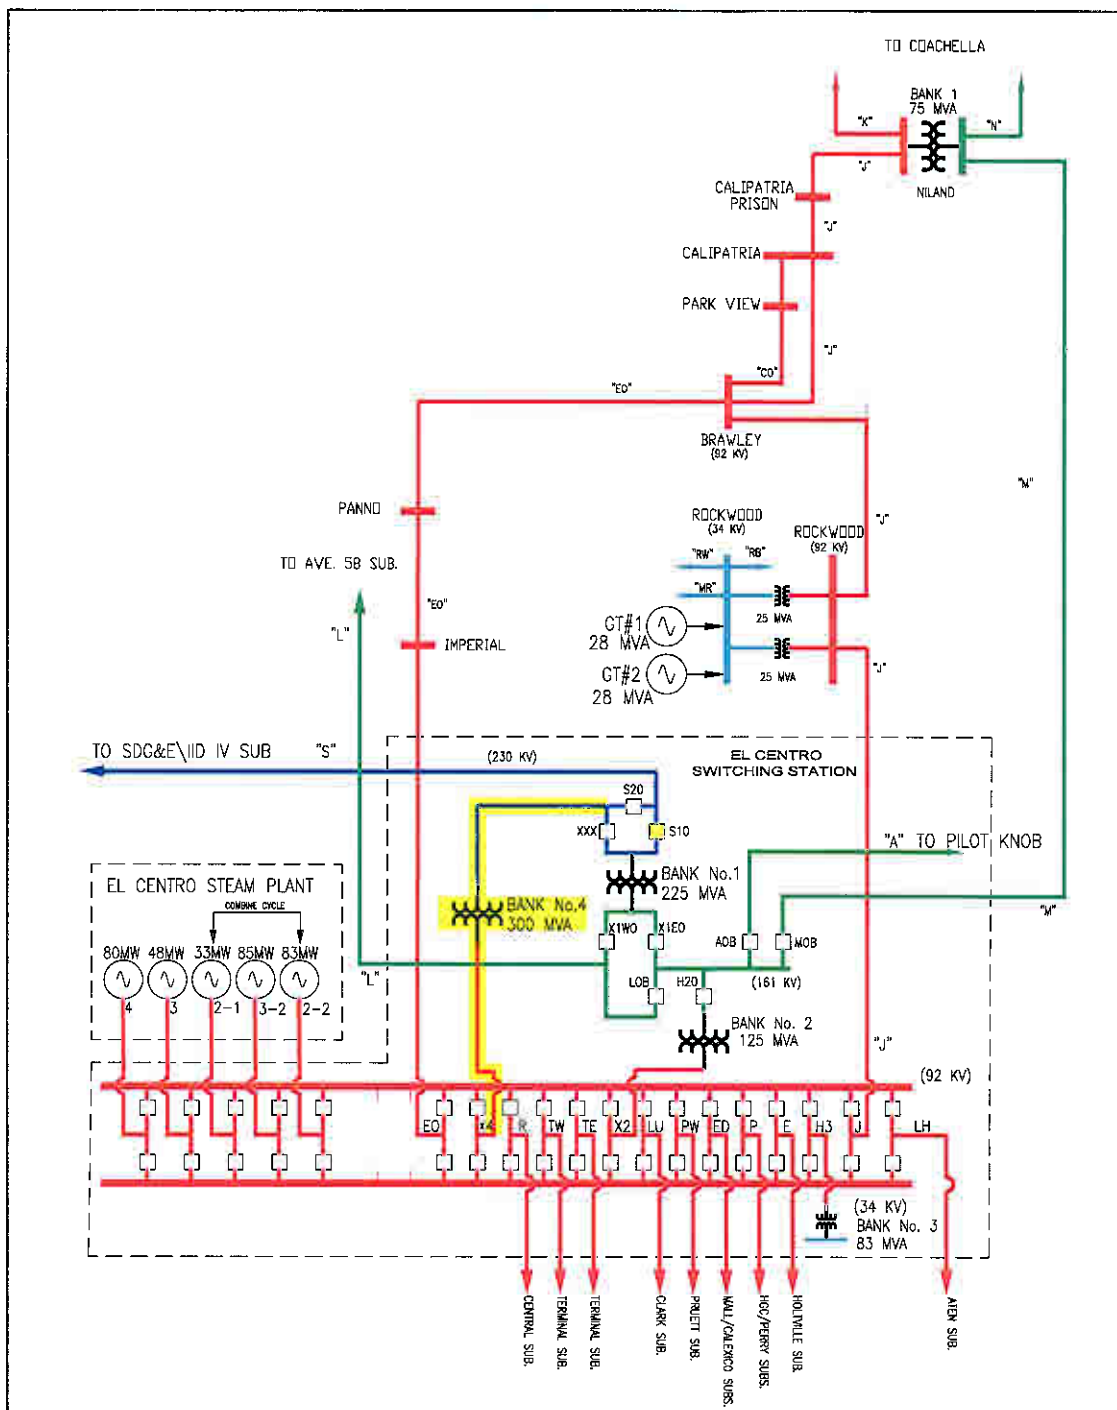 TO COACHELLA
BANK 1
75 MVA
"K"
"N"
"J"
NILAND
CALIPATRIA
PRISON
"J"
CALIPATRIA
PARK VIEW
"J"
"CO"
"EO"
BRAWLEY
(92 KV)
"M"
PANNO
ROCKWOOD
(34 KV)
ROCKWOOD
(92 KV)
"J"
TO AVE. 58 SUB.
"RW"
"RB"
"EO"
"MR"
"L"
GT#1
28 MVA
25 MVA
IMPERIAL
GT#2
28 MVA
25 MVA
"J"
TO SDG&E\IID IV SUB
"S"
(230 KV)
EL CENTRO
SWITCHING STATION
S20
XXX
S10
"A" TO PILOT KNOB
BANK No.1
225 MVA
EL CENTRO STEAM PLANT
COMBINE CYCLE
BANK No.4
300 MVA
"M"
X1WO
X1EO
AOB
MOB
80MW
48MW
33MW
85MW
83MW
"L"
LOB
H20
(161 KV)
4
3
2-1
3-2
2-2
BANK No. 2
125 MVA
"J"
(92 KV)
EO
X4
R
TW
TE
X2
LU
PW
ED
P
E
H3
J
LH
(34 KV)
BANK No. 3
83 MVA
CENTRAL SUB.
TERMINAL SUB.
TERMINAL SUB.
CLARK SUB.
PRUETT SUB.
MALL/CALEXICO SUBS.
HGC/PERRY SUBS.
HOLTVILLE SUB.
ATEN SUB.